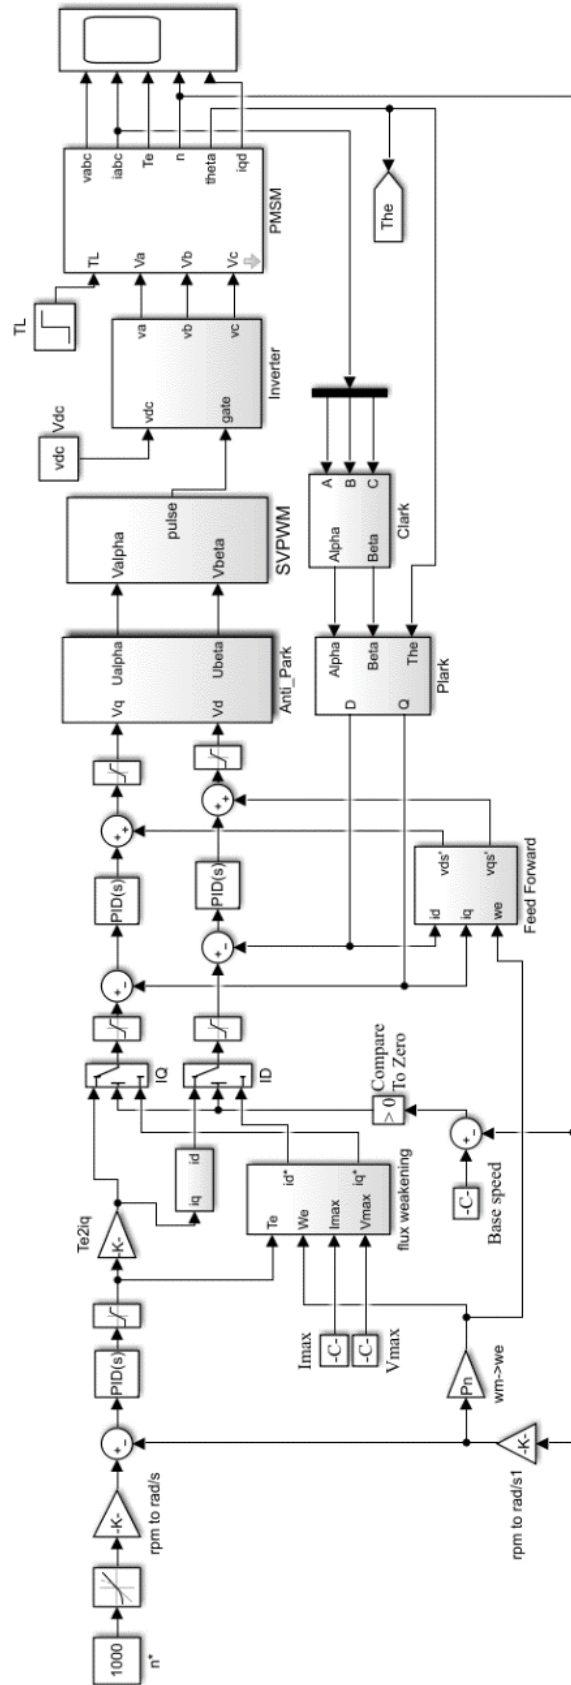 1000
n*
-K-
rpm to rad/s
+
-
PID(s)
-K-
Te2iq
iq
id
Te
We
Imax
Vmax
id*
iq*
flux weakening
Imax
-C-
-C-
Vmax
Pn
wm->we
-K-
rpm to rad/s1
IQ
ID
> 0
Compare
To Zero
+
-
-C-
Base speed
+
-
PID(s)
+
+
+
-
PID(s)
+
+
id
iq
we
vds'
vqs'
Feed Forward
Vq
Vd
Ualpha
Ubeta
Anti_Park
Valpha
Vbeta
pulse
SVPWM
vdc
Vdc
vdc
gate
va
vb
vc
Inverter
TL
TL
Va
Vb
Vc
vabc
iabc
Te
n
theta
iqd
PMSM
The
A
B
C
Alpha
Beta
Clark
Alpha
Beta
The
D
Q
Plark